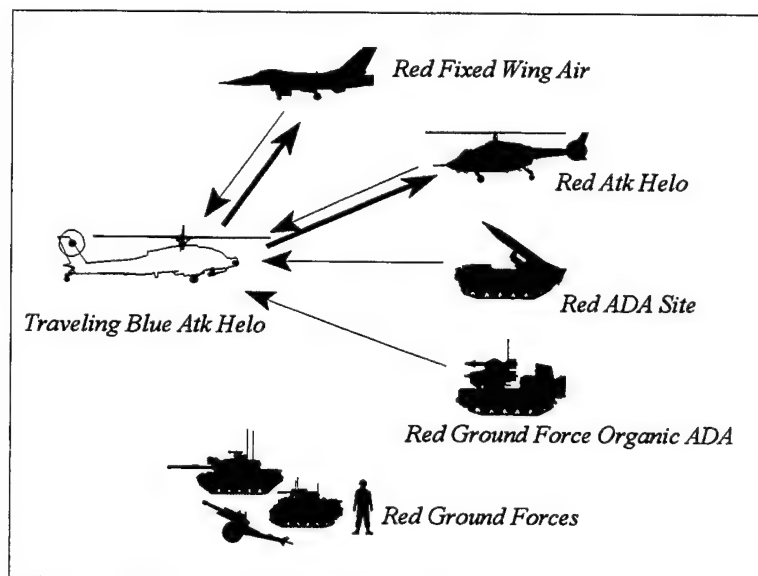 Red Fixed Wing Air
Red Atk Helo
Traveling Blue Atk Helo
Red ADA Site
Red Ground Force Organic ADA
Red Ground Forces